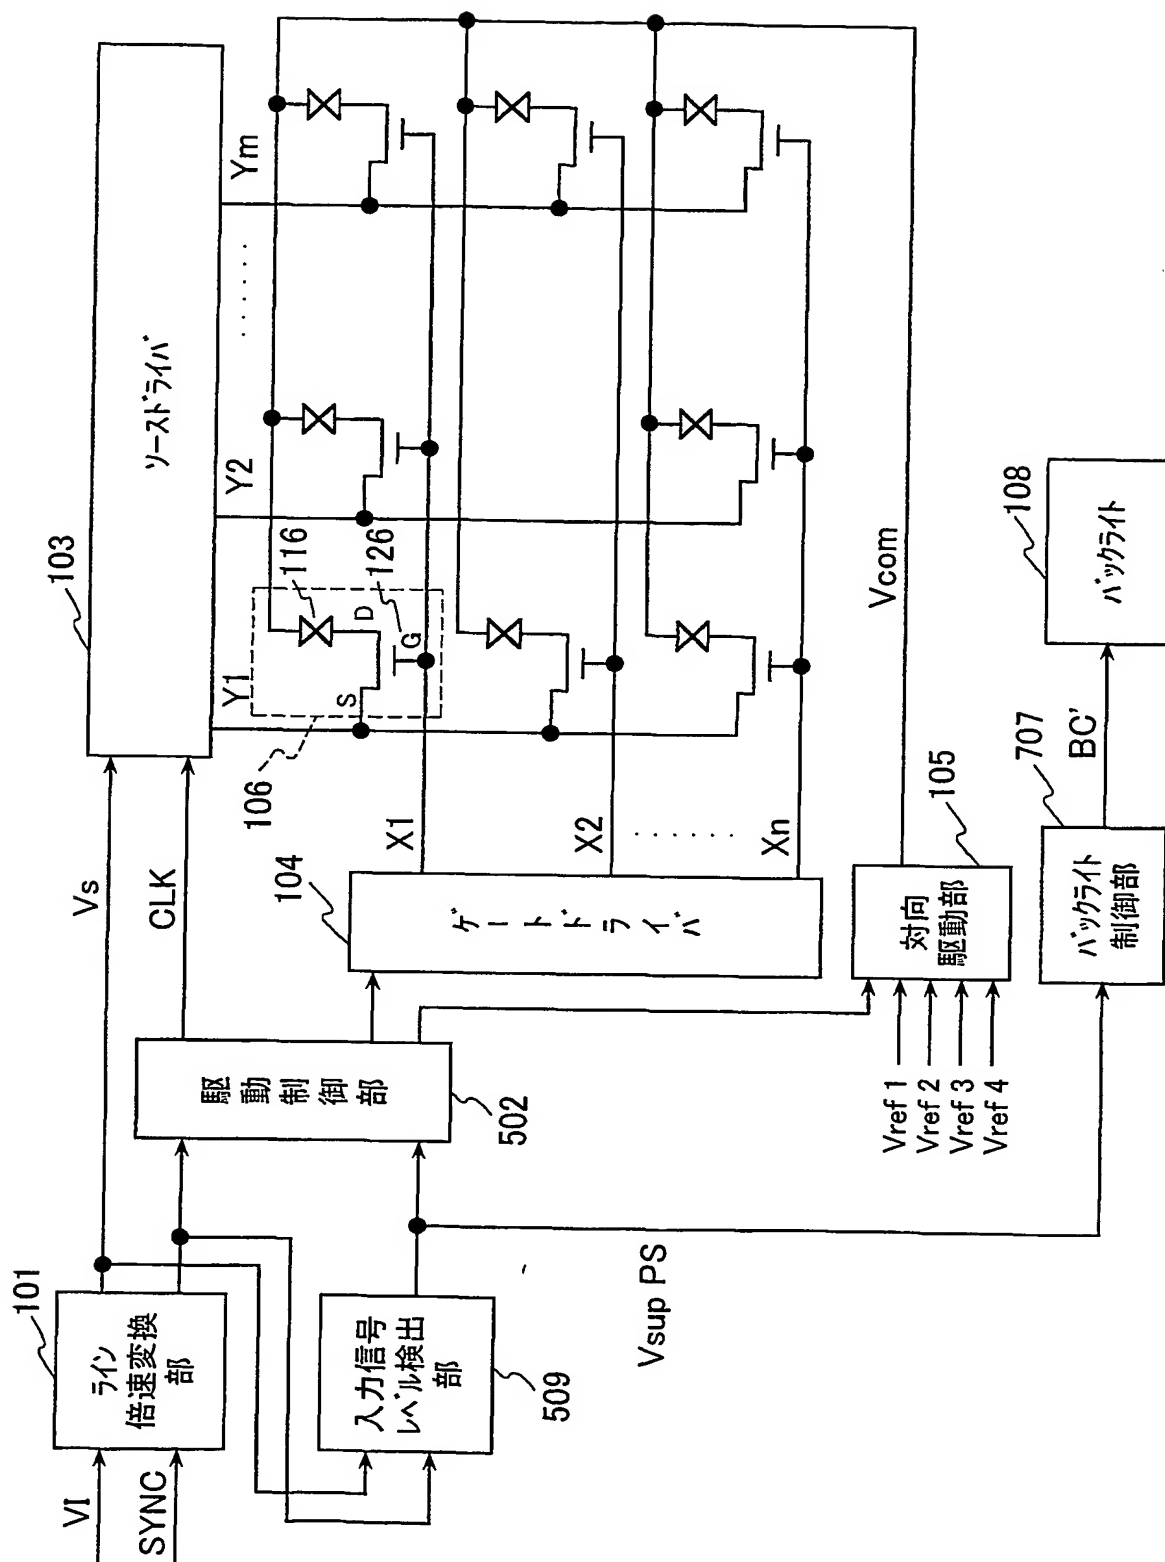 VI
SYNC
101
ライン
倍速変換
部
Vs
CLK
103
ソースドライバ
入力信号
レベル検出
部
509
駆動制御部
502
Vsup PS
104
ゲートドライバ
X1
X2
.......
Xn
Y1
Y2
......
Ym
106
116
126
S
D
G
Vref 1
Vref 2
Vref 3
Vref 4
対向
駆動部
105
Vcom
バックライト
制御部
707
BC'
バックライト
108